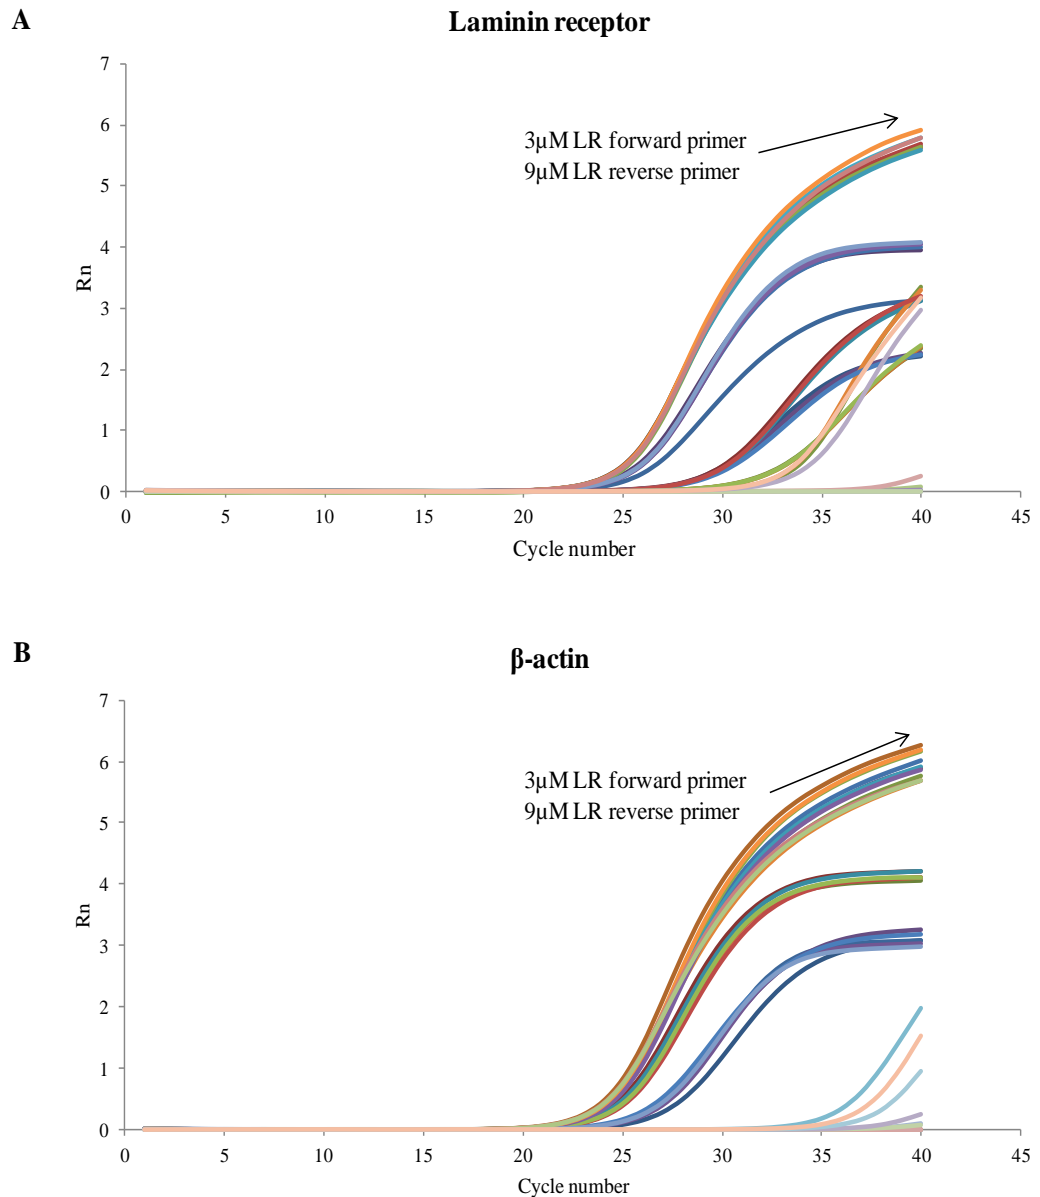 A
Laminin receptor
7
6
5
4
3
2
1
0
Rn
3µM LR forward primer
9µM LR reverse primer
0 5 10 15 20 25 30 35 40 45
Cycle number
B
β-actin
7
6
5
4
3
2
1
0
Rn
3µM LR forward primer
9µM LR reverse primer
0 5 10 15 20 25 30 35 40 45
Cycle number